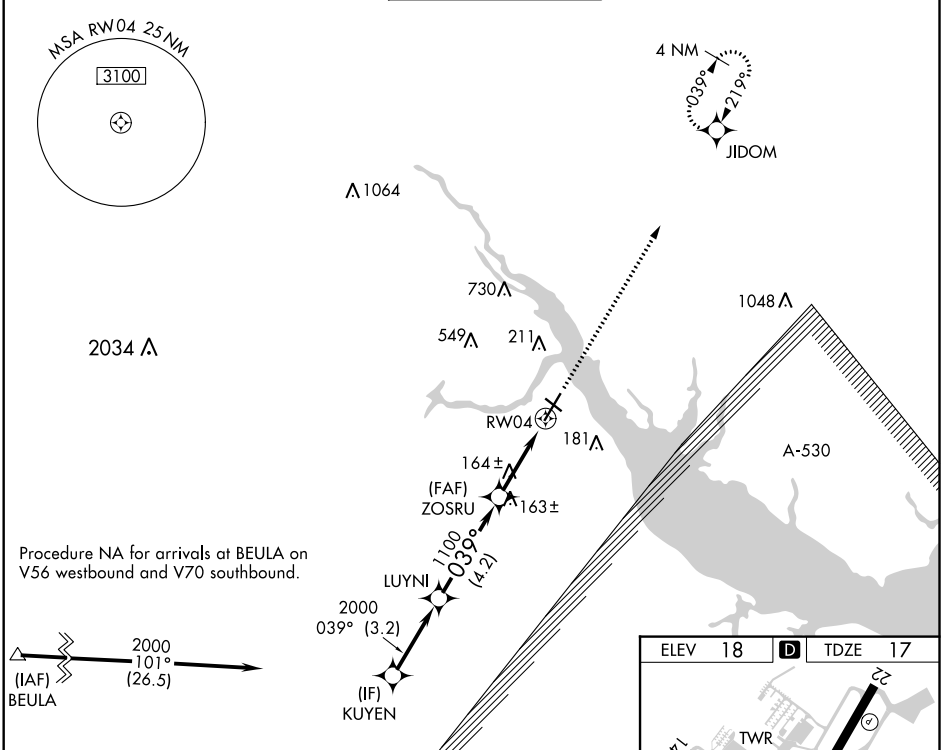 MSA RW04 25 NM
3100
4 NM
039°
219°
JIDOM
1064
730
1048
549
211
2034
RW04
181
A-530
164±
(FAF)
ZOSRU
163±
1100
039°
(4.2)
Procedure NA for arrivals at BEULA on
V56 westbound and V70 southbound.
LUYNI
2000
039° (3.2)
2000
101°
(26.5)
(IAF)
BEULA
(IF)
KUYEN
ELEV 18 D TDZE 17
22
P
TWR
14